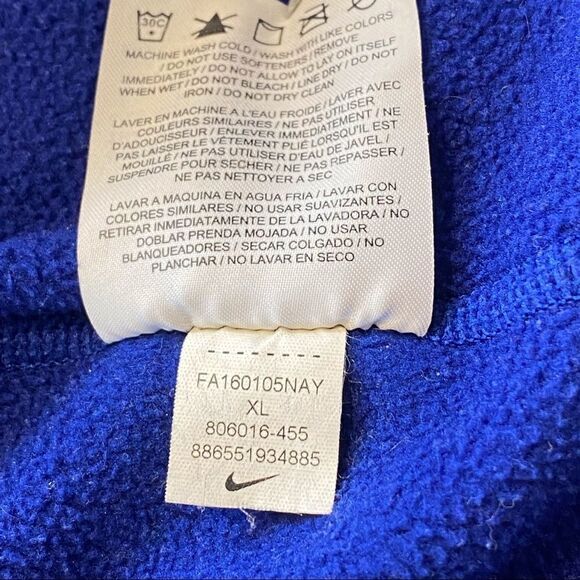 30C
MACHINE WASH COLD / WASH WITH LIKE COLORS
/ DO NOT USE SOFTENERS / REMOVE
IMMEDIATELY / DO NOT ALLOW TO LAY ON ITSELF
WHEN WET / DO NOT BLEACH / LINE DRY / DO NOT
IRON / DO NOT DRY CLEAN
LAVER EN MACHINE A L'EAU FROIDE / LAVER AVEC
COULEURS SIMILAIRES / NE PAS UTILISER
D'ADOUCISSEUR / ENLEVER IMMEDIATEMENT / NE
PAS LAISSER LE VÊTEMENT PLIÉ LORSQU'IL EST
MOUILLÉ / NE PAS UTILISER D'EAU DE JAVEL /
SUSPENDRE POUR SECHER / NE PAS REPASSER /
NE PAS NETTOYER A SEC
LAVAR A MAQUINA EN AGUA FRIA / LAVAR CON
COLORES SIMILARES / NO USAR SUAVIZANTES /
RETIRAR INMEDIATAMENTE DE LA LAVADORA / NO
DOBLAR PRENDA MOJADA / NO USAR
BLANQUEADORES / SECAR COLGADO / NO
PLANCHAR / NO LAVAR EN SECO
FA160105NAY
XL
806016-455
886551934885